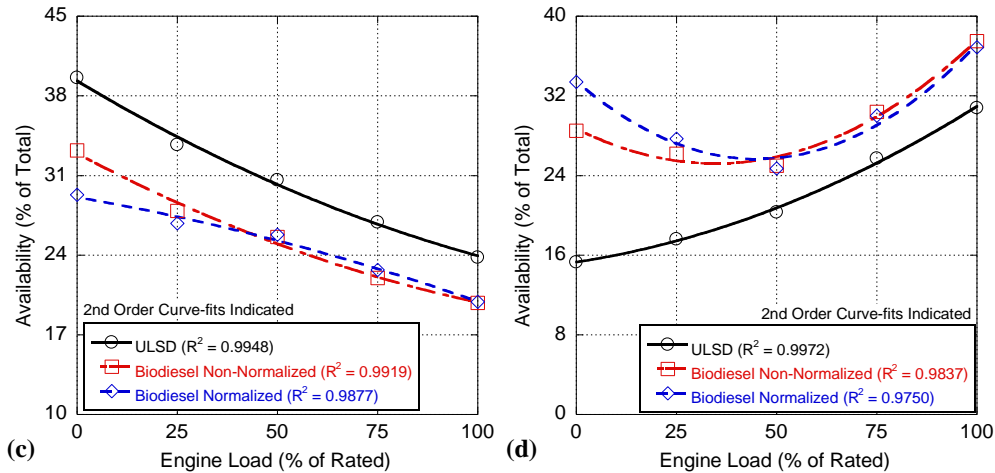 45
38
31
24
17
10
Availability (% of Total)
2nd Order Curve-fits Indicated
ULSD (R² = 0.9948)
Biodiesel Non-Normalized (R² = 0.9919)
Biodiesel Normalized (R² = 0.9877)
0 25 50 75 100
(c) Engine Load (% of Rated)
40
32
24
16
8
0
Availability (% of Total)
2nd Order Curve-fits Indicated
ULSD (R² = 0.9972)
Biodiesel Non-Normalized (R² = 0.9837)
Biodiesel Normalized (R² = 0.9750)
0 25 50 75 100
(d) Engine Load (% of Rated)